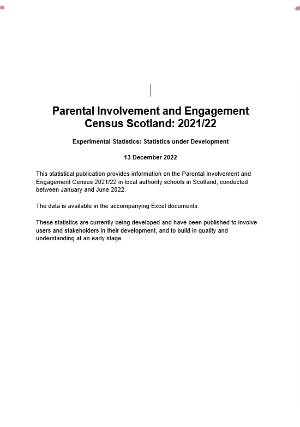 Parental Involvement and Engagement
Census Scotland: 2021/22
Experimental Statistics: Statistics under Development
13 December 2022
This statistical publication provides information on the Parental Involvement and
Engagement Census 2021/22 in local authority schools in Scotland, conducted
between January and June 2022.
The data is available in the accompanying Excel documents.
These statistics are currently being developed and have been published to involve
users and stakeholders in their development, and to build in quality and
understanding at an early stage.